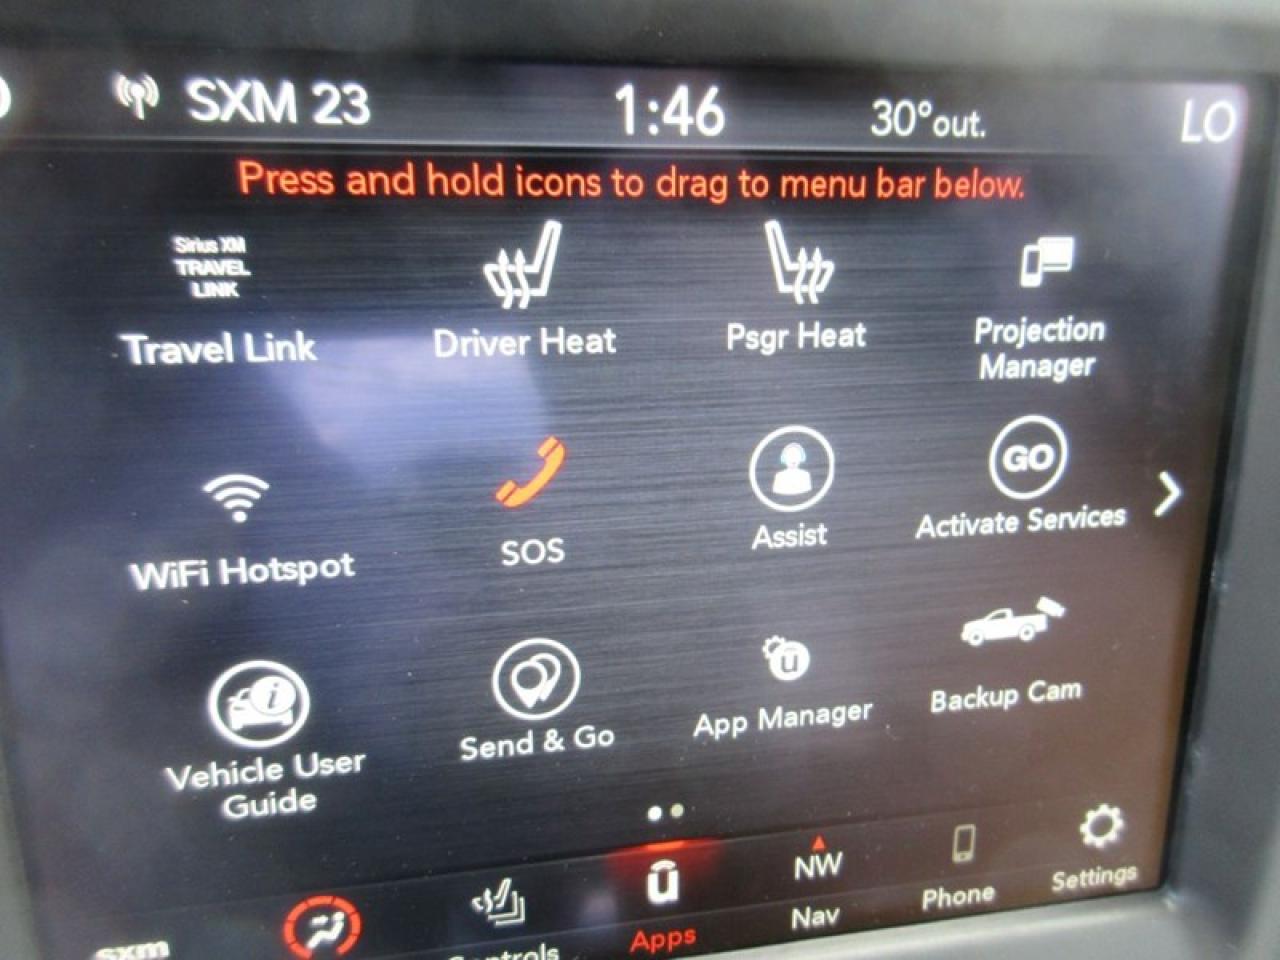 SXM 23 1:46 30°out. LO
Press and hold icons to drag to menu bar below.
Sirius XM
TRAVEL
LINK
Travel Link
Driver Heat
Psgr Heat
Projection
Manager
WiFi Hotspot
SOS
Assist
GO
Activate Services
i
Vehicle User
Guide
Send & Go
u
App Manager
Backup Cam
sxm
Controls
u
Apps
NW
Nav
Phone
Settings